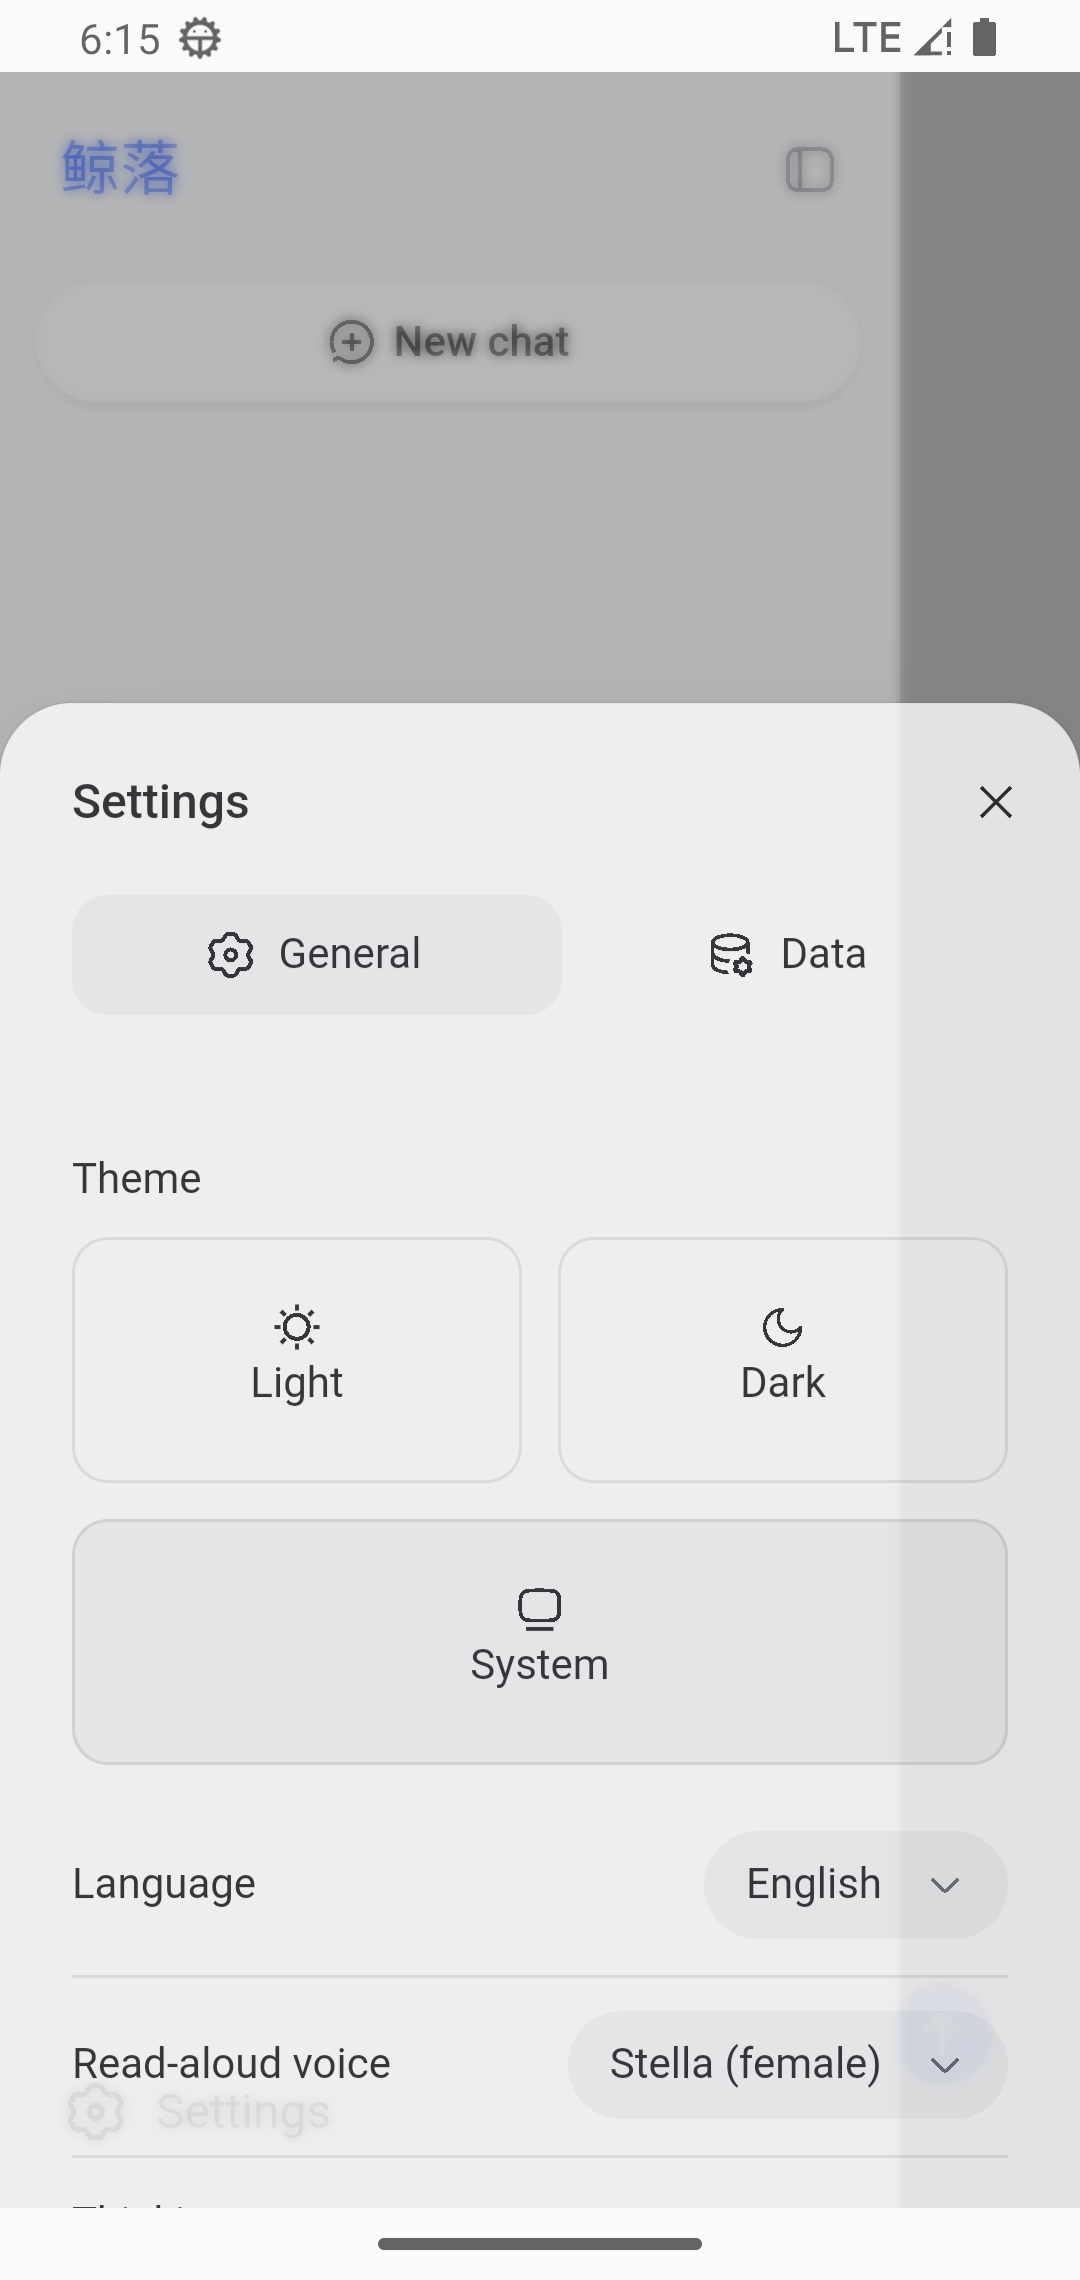 6:15
LTE
鲸落
New chat
Settings
General
Data
Theme
Light
Dark
System
Language
English
Read-aloud voice
Stella (female)
Settings